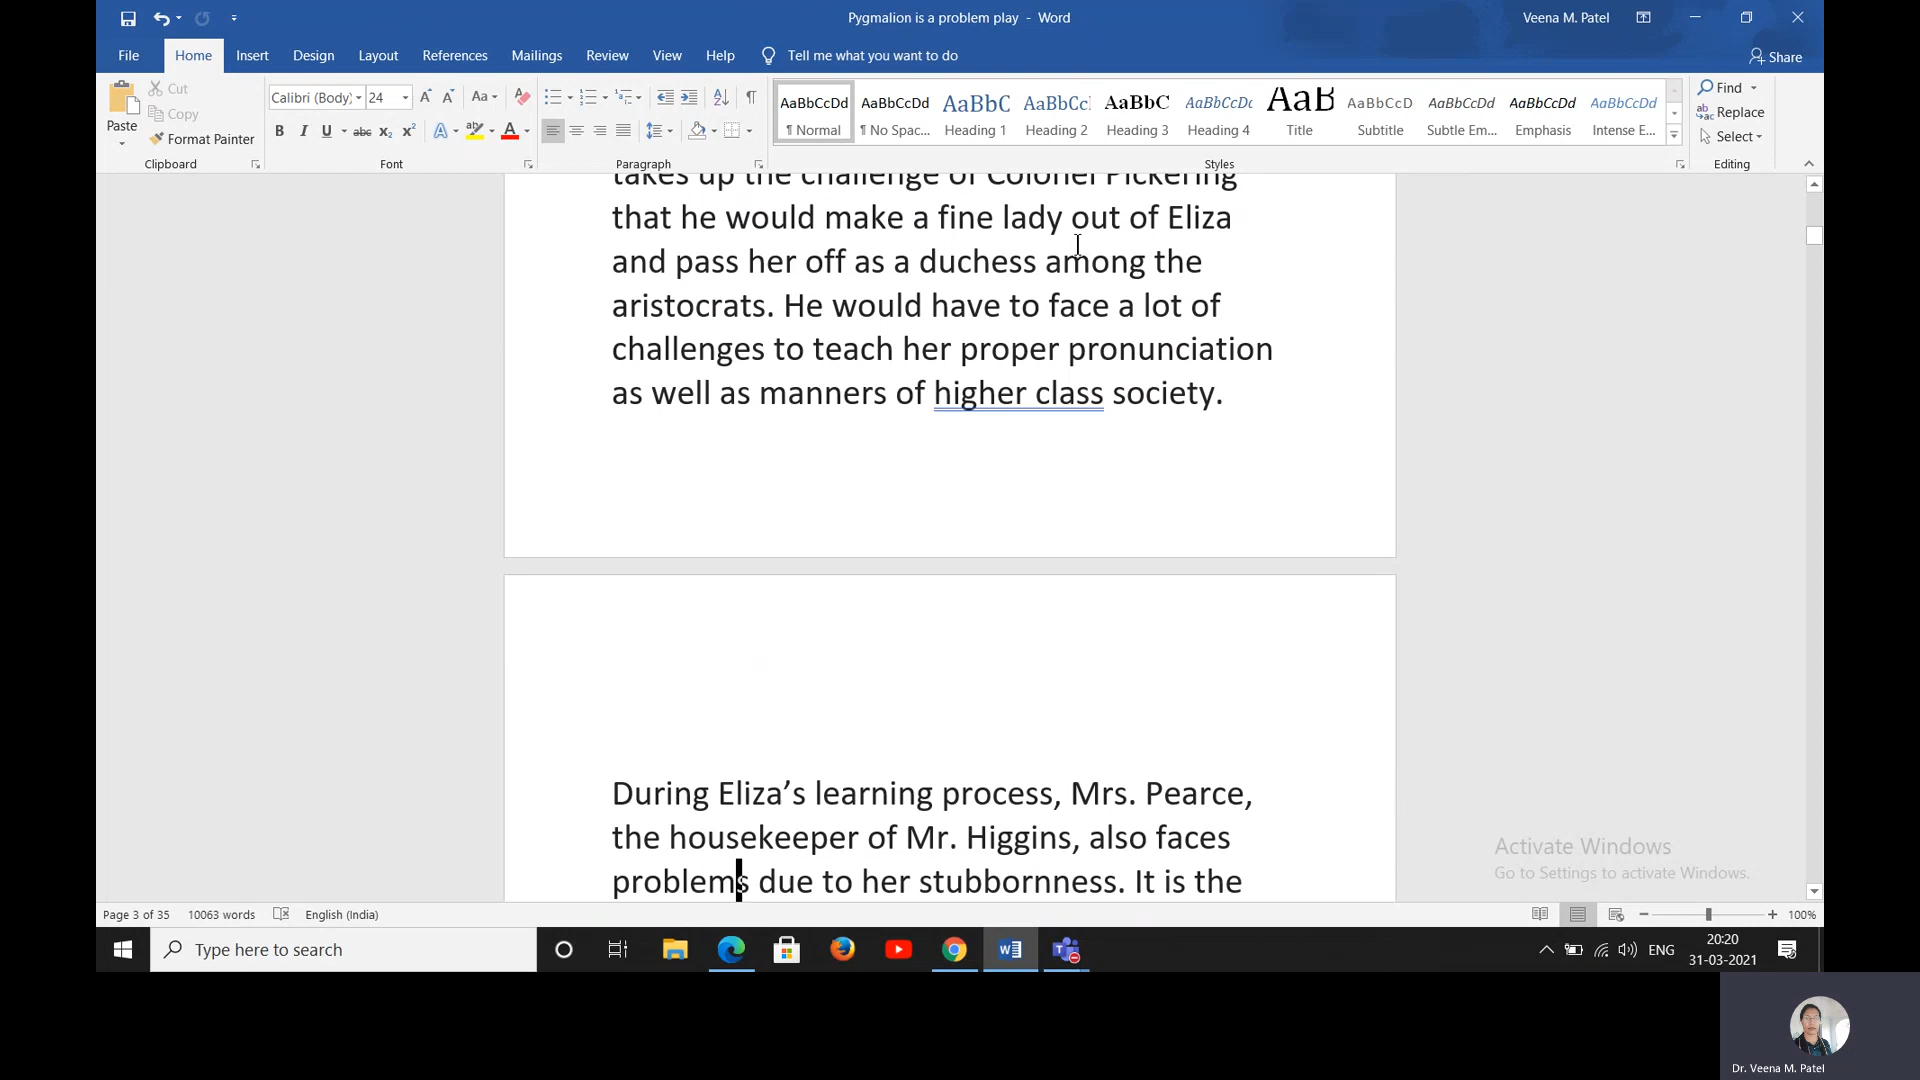 Pygmalion is a problem play - Word
Veena M. Patel
File Home Insert Design Layout References Mailings Review View Help Tell me what you want to do
Share
Paste
Cut
Copy
Format Painter
Clipboard
Calibri (Body) 24
Font
Paragraph
AaBbCcDd AaBbCcDd AaBbC AaBbCc AaBbC AaBbCcDc AaB AaBbCcD AaBbCcDd AaBbCcDd AaBbCcDd
¶ Normal ¶ No Spac... Heading 1 Heading 2 Heading 3 Heading 4 Title Subtitle Subtle Em... Emphasis Intense E...
Styles
Find
Replace
Select
Editing
takes up the challenge of Colonel Pickering
that he would make a fine lady out of Eliza
and pass her off as a duchess among the
aristocrats. He would have to face a lot of
challenges to teach her proper pronunciation
as well as manners of higher class society.
During Eliza’s learning process, Mrs. Pearce,
the housekeeper of Mr. Higgins, also faces
problems due to her stubbornness. It is the
Activate Windows
Go to Settings to activate Windows.
Page 3 of 35 10063 words English (India)
100%
Type here to search
ENG
20:20
31-03-2021
Dr. Veena M. Patel